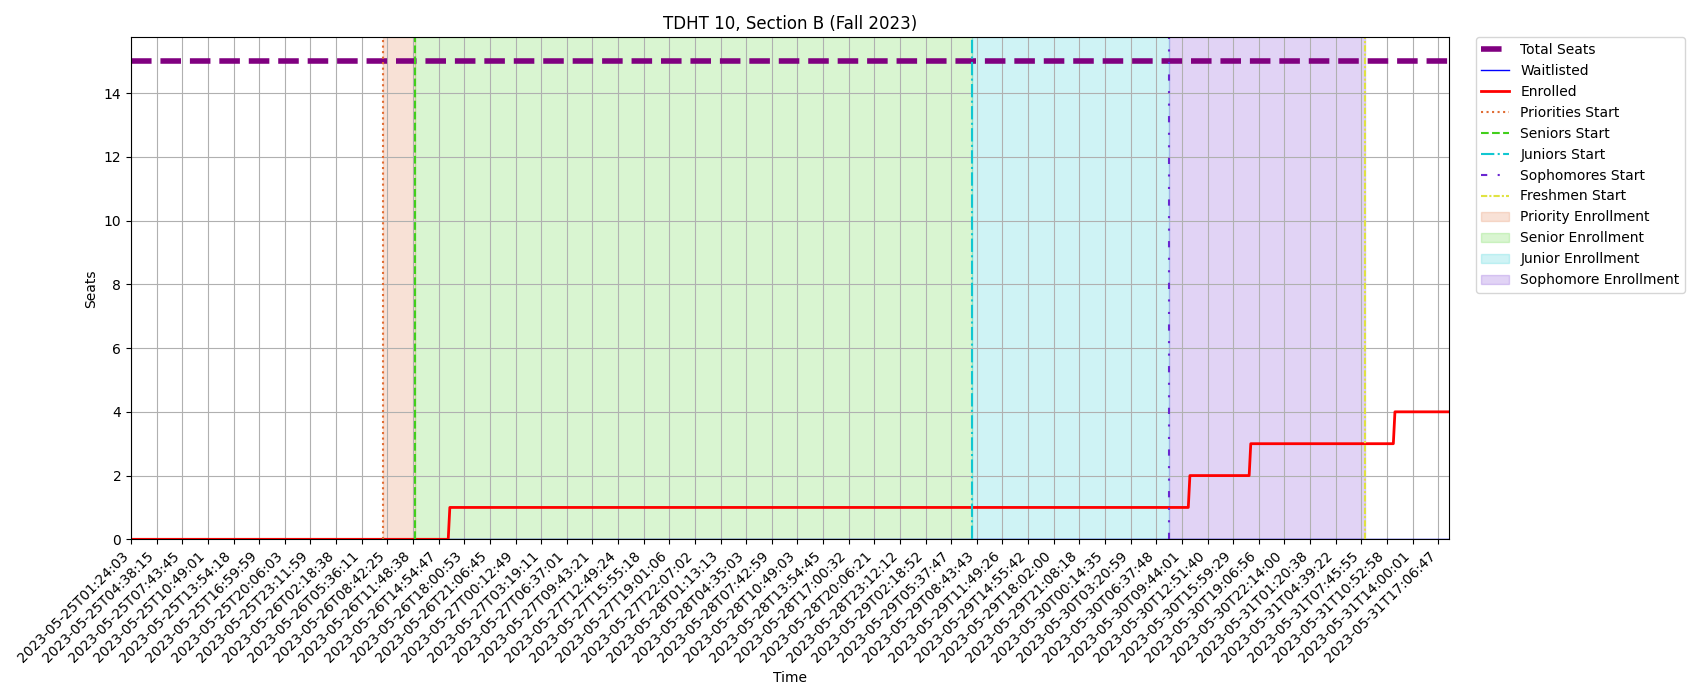 TDHT 10, Section B (Fall 2023)
Total Seats
Waitlisted
Enrolled
Priorities Start
Seniors Start
Juniors Start
Sophomores Start
Freshmen Start
Priority Enrollment
Senior Enrollment
Junior Enrollment
Sophomore Enrollment
Seats
14
12
10
8
6
4
2
0
2023-05-25T01:24:03
2023-05-25T04:38:15
2023-05-25T07:43:45
2023-05-25T10:49:01
2023-05-25T13:54:18
2023-05-25T16:59:59
2023-05-25T20:06:03
2023-05-25T23:11:59
2023-05-26T02:18:38
2023-05-26T05:36:11
2023-05-26T08:42:25
2023-05-26T11:48:38
2023-05-26T14:54:47
2023-05-26T18:00:53
2023-05-26T21:06:45
2023-05-27T00:12:49
2023-05-27T03:19:11
2023-05-27T06:37:01
2023-05-27T09:43:21
2023-05-27T12:49:24
2023-05-27T15:55:18
2023-05-27T19:01:06
2023-05-27T22:07:02
2023-05-28T01:13:13
2023-05-28T04:35:03
2023-05-28T07:42:59
2023-05-28T10:49:03
2023-05-28T13:54:45
2023-05-28T17:00:32
2023-05-28T20:06:21
2023-05-28T23:12:12
2023-05-29T02:18:52
2023-05-29T05:37:47
2023-05-29T08:43:43
2023-05-29T11:49:26
2023-05-29T14:55:42
2023-05-29T18:02:00
2023-05-29T21:08:18
2023-05-30T00:14:35
2023-05-30T03:20:59
2023-05-30T06:37:48
2023-05-30T09:44:01
2023-05-30T12:51:40
2023-05-30T15:59:29
2023-05-30T19:06:56
2023-05-30T22:14:00
2023-05-31T01:20:38
2023-05-31T04:39:22
2023-05-31T07:45:55
2023-05-31T10:52:58
2023-05-31T14:00:01
2023-05-31T17:06:47
Time